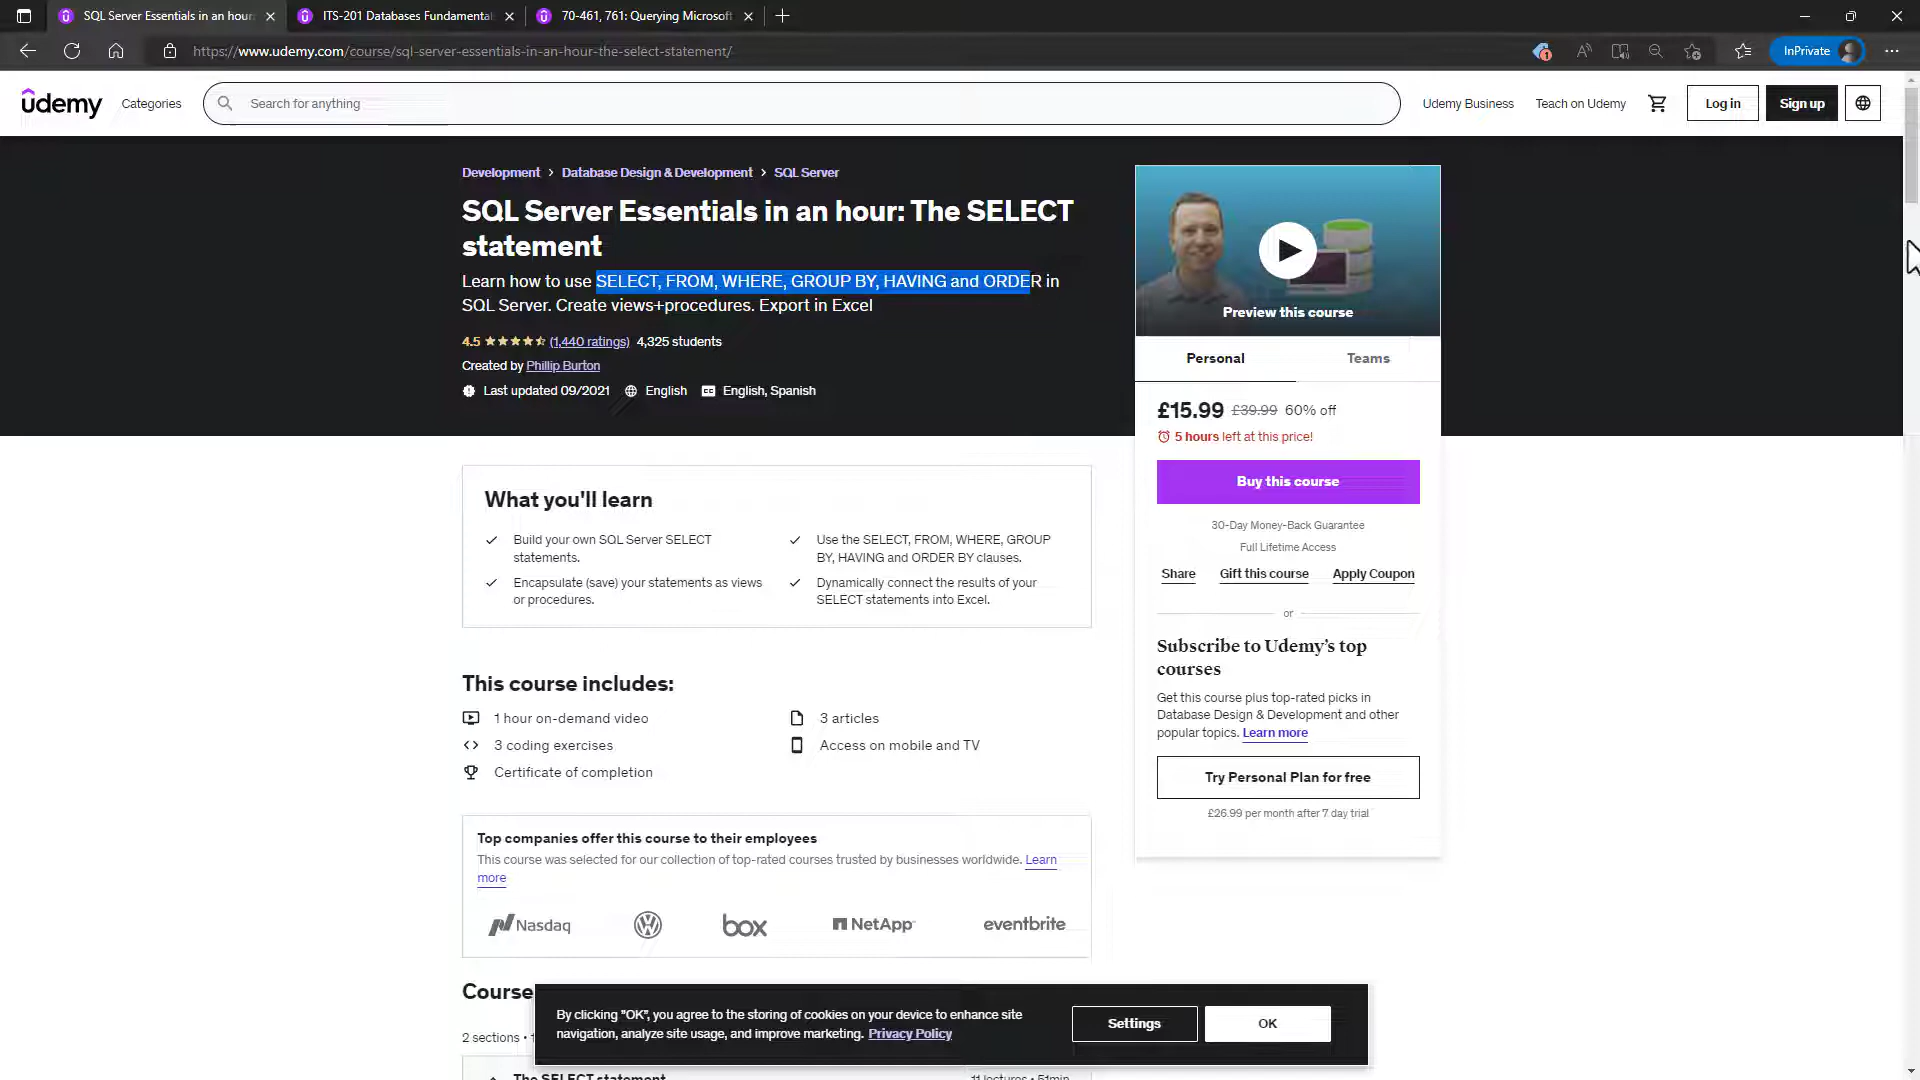 SQL Server Essentials in an hour:
ITS-201 Databases Fundamental
70-461, 761: Querying Microsoft
https://www.udemy.com/course/sql-server-essentials-in-an-hour-the-select-statement/
1
InPrivate
udemy
Categories
Search for anything
Udemy Business
Teach on Udemy
Log in
Sign up
Development > Database Design & Development > SQL Server
SQL Server Essentials in an hour: The SELECT
statement
Learn how to use SELECT, FROM, WHERE, GROUP BY, HAVING and ORDER in
SQL Server. Create views+procedures. Export in Excel
4.5 (1,440 ratings) 4,325 students
Created by Phillip Burton
Last updated 09/2021 English English, Spanish
Preview this course
Personal
Teams
£15.99 £39.99 60% off
5 hours left at this price!
Buy this course
30-Day Money-Back Guarantee
Full Lifetime Access
Share
Gift this course
Apply Coupon
or
Subscribe to Udemy's top
courses
Get this course plus top-rated picks in
Database Design & Development and other
popular topics. Learn more
Try Personal Plan for free
£26.99 per month after 7 day trial
What you'll learn
Build your own SQL Server SELECT
statements.
Use the SELECT, FROM, WHERE, GROUP
BY, HAVING and ORDER BY clauses.
Encapsulate (save) your statements as views
or procedures.
Dynamically connect the results of your
SELECT statements into Excel.
This course includes:
1 hour on-demand video
3 articles
3 coding exercises
Access on mobile and TV
Certificate of completion
Top companies offer this course to their employees
This course was selected for our collection of top-rated courses trusted by businesses worldwide. Learn
more
Nasdaq
box
NetApp
eventbrite
Course
2 sections •
By clicking "OK", you agree to the storing of cookies on your device to enhance site
navigation, analyze site usage, and improve marketing. Privacy Policy
Settings
OK
The SELECT statement
11 lectures • 51min